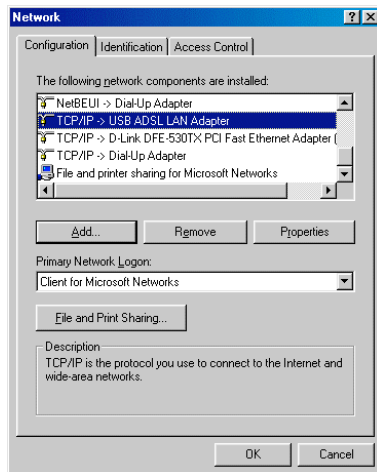 Network
Configuration Identification Access Control
The following network components are installed:
NetBEUI -> Dial-Up Adapter
TCP/IP -> USB ADSL LAN Adapter
TCP/IP -> D-Link DFE-530TX PCI Fast Ethernet Adapter (
TCP/IP -> Dial-Up Adapter
File and printer sharing for Microsoft Networks
Add... Remove Properties
Primary Network Logon:
Client for Microsoft Networks
File and Print Sharing...
Description
TCP/IP is the protocol you use to connect to the Internet and
wide-area networks.
OK Cancel